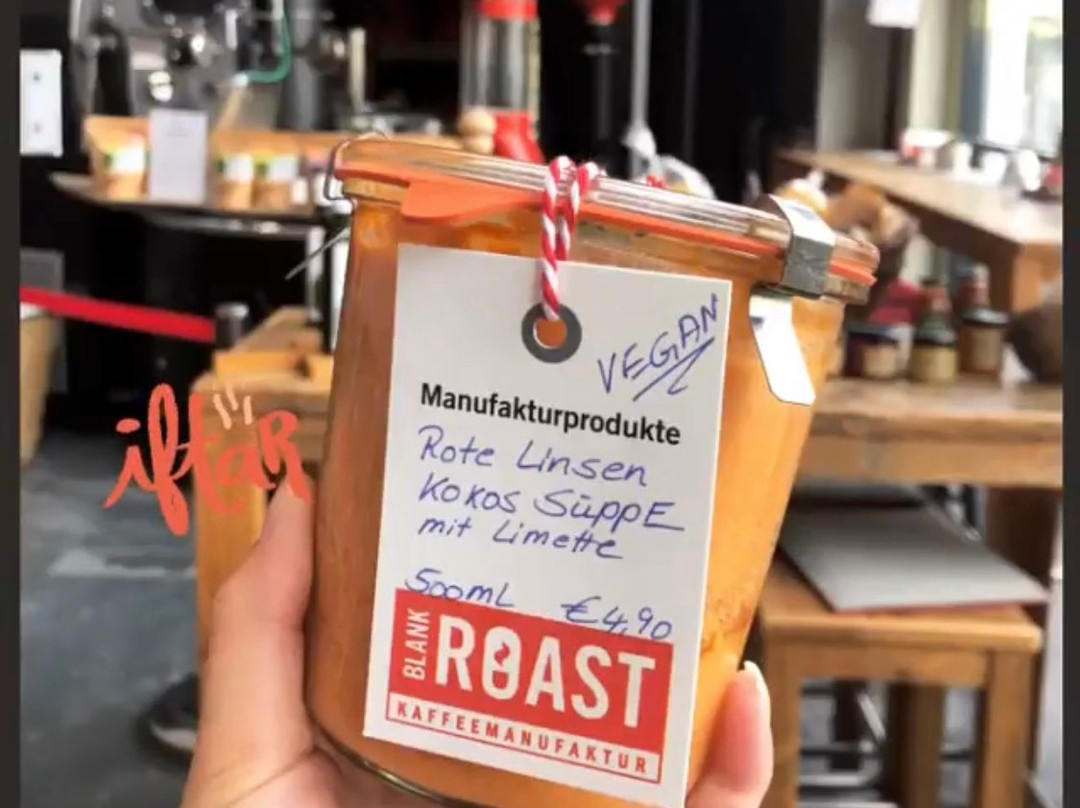 VEGAN
Manufakturprodukte
Rote Linsen
Kokos SüppE
mit Limette
500mL €4,90
BLANK
ROAST
KAFFEEMANUFAKTUR
iftaR